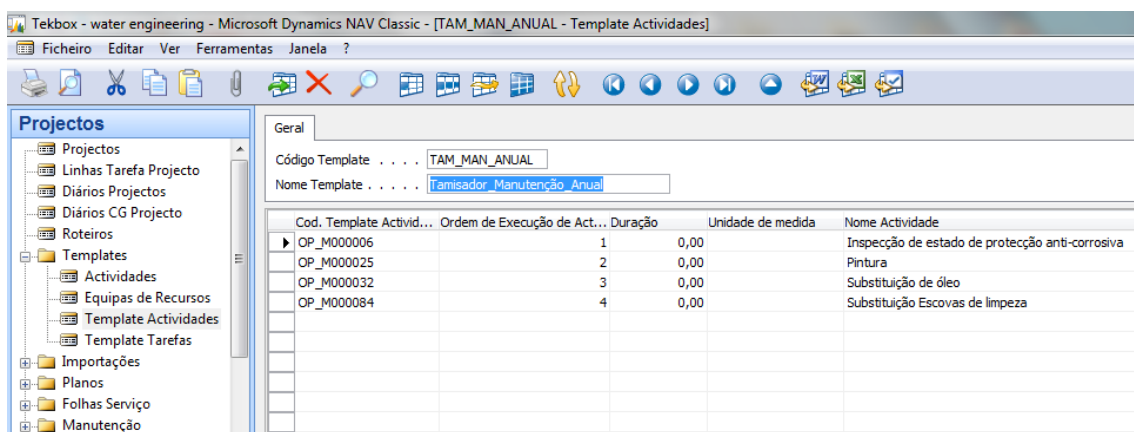 Tekbox - water engineering - Microsoft Dynamics NAV Classic - [TAM_MAN_ANUAL - Template Actividades]
Ficheiro Editar Ver Ferramentas Janela ?
Projectos
Projectos
Linhas Tarefa Projecto
Diários Projectos
Diários CG Projecto
Roteiros
Templates
Actividades
Equipas de Recursos
Template Actividades
Template Tarefas
Importações
Planos
Folhas Serviço
Manutenção
Geral
Código Template . . . . TAM_MAN_ANUAL
Nome Template . . . . . Tamisador_Manutenção_Anual
Cod. Template Activid... Ordem de Execução de Act... Duração Unidade de medida Nome Actividade
OP_M000006 1 0,00 Inspecção de estado de protecção anti-corrosiva
OP_M000025 2 0,00 Pintura
OP_M000032 3 0,00 Substituição de óleo
OP_M000084 4 0,00 Substituição Escovas de limpeza